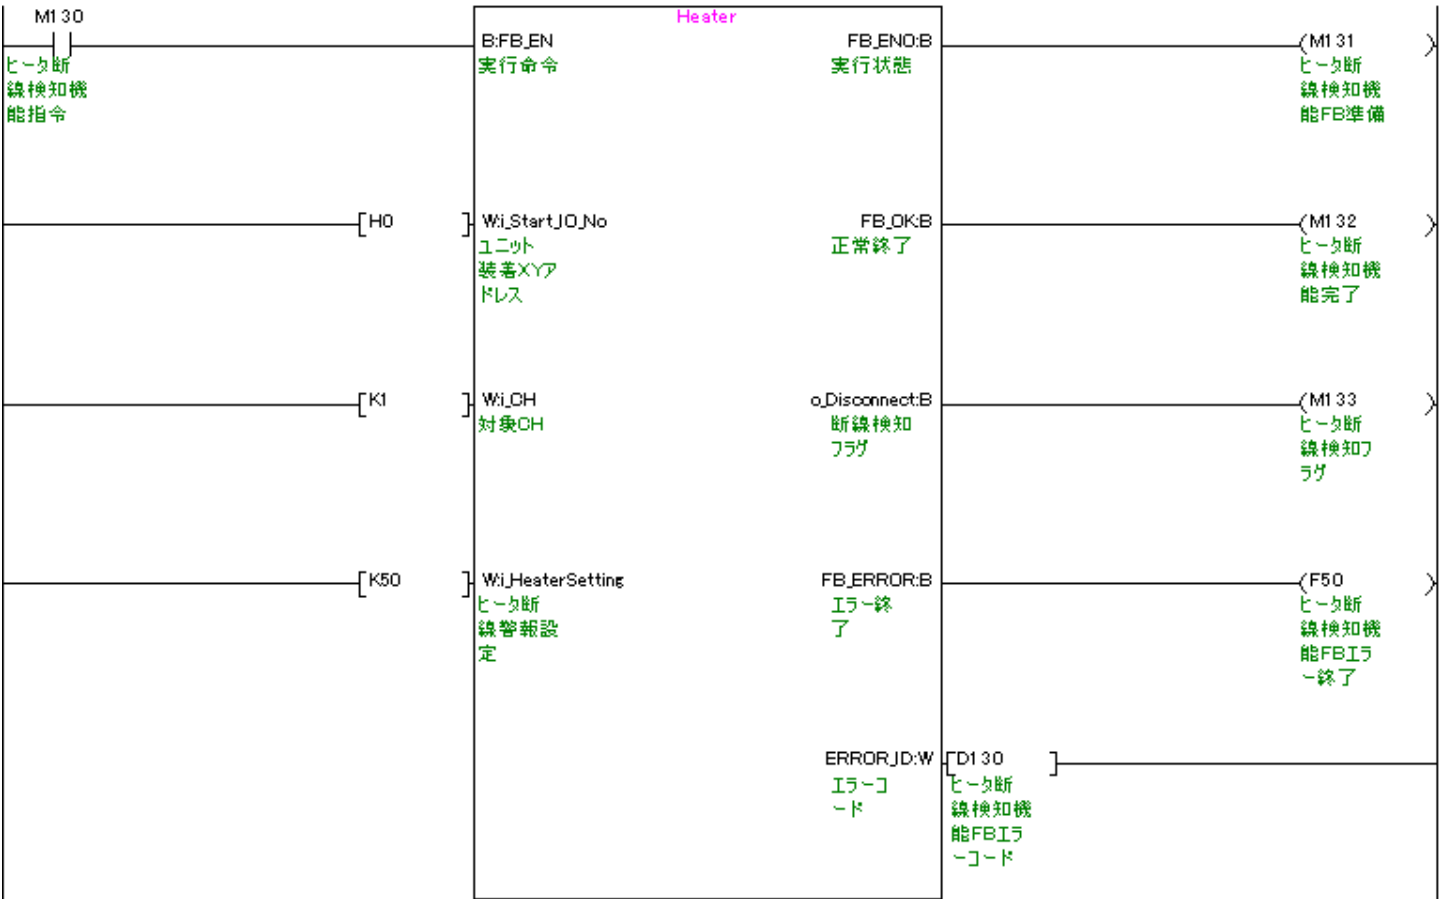 M130
ヒータ断
線検知機
能指令
Heater
B:FB_EN
実行命令
FB_ENO:B
実行状態
M131
ヒータ断
線検知機
能FB準備
H0
W:i_Start_IO_No
ユニット
装着XYア
ドレス
FB_OK:B
正常終了
M132
ヒータ断
線検知機
能完了
K1
W:i_CH
対象CH
o_Disconnect:B
断線検知
フラグ
M133
ヒータ断
線検知フ
ラグ
K50
W:i_HeaterSetting
ヒータ断
線警報設
定
FB_ERROR:B
エラー終
了
F50
ヒータ断
線検知機
能FBエラ
ー終了
ERROR_ID:W
エラーコ
ード
D130
ヒータ断
線検知機
能FBエラ
ーコード